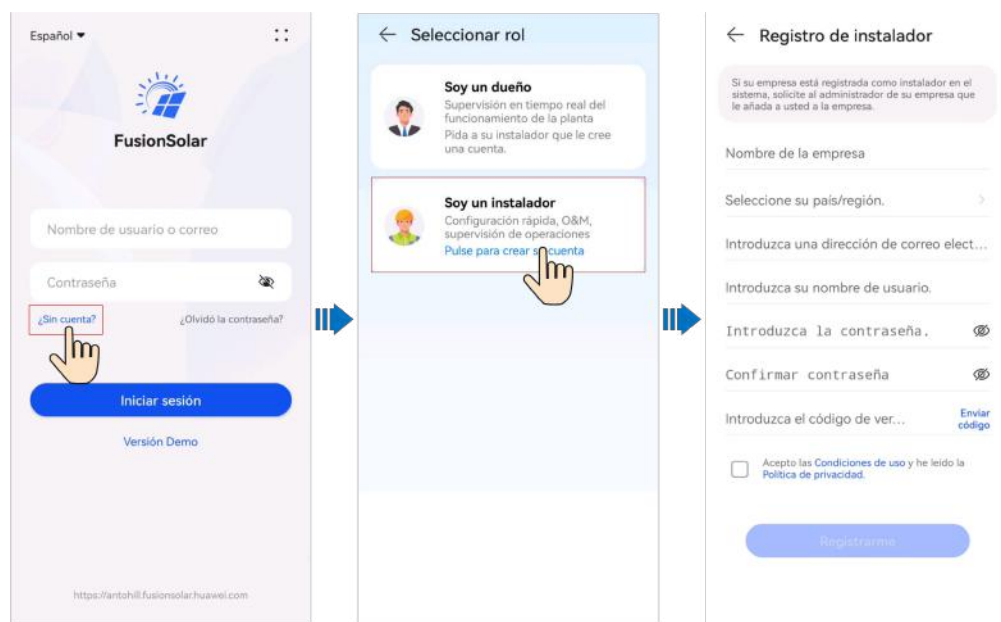 Español
FusionSolar
Nombre de usuario o correo
Contraseña
¿Sin cuenta?
¿Olvidó la contraseña?
Iniciar sesión
Versión Demo
https://antohill.fusionsolar.huawei.com
Seleccionar rol
Soy un dueño
Supervisión en tiempo real del
funcionamiento de la planta
Pida a su instalador que le cree
una cuenta.
Soy un instalador
Configuración rápida, O&M,
supervisión de operaciones
Pulse para crear su cuenta
Registro de instalador
Si su empresa está registrada como instalador en el
sistema, solicite al administrador de su empresa que
le añada a usted a la empresa.
Nombre de la empresa
Seleccione su país/región.
Introduzca una dirección de correo elect...
Introduzca su nombre de usuario.
Introduzca la contraseña.
Confirmar contraseña
Introduzca el código de ver...
Enviar
código
Acepto las Condiciones de uso y he leído la
Política de privacidad.
Registrarme